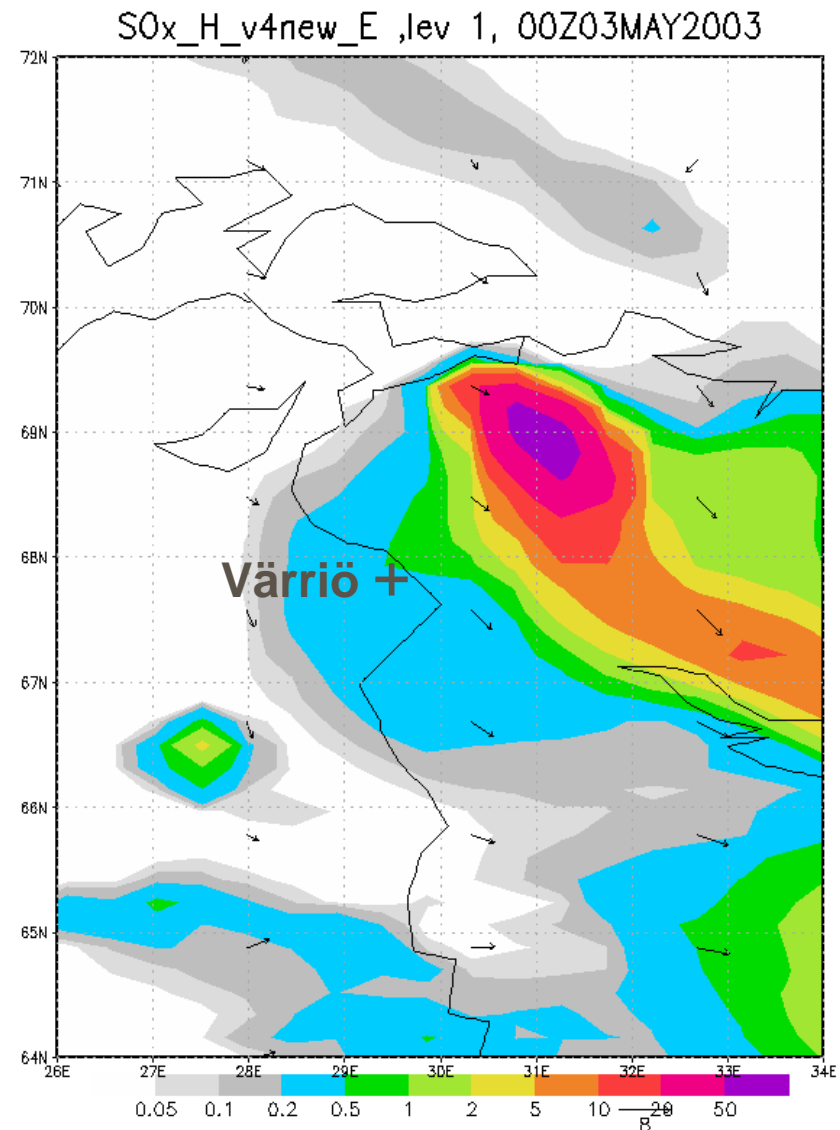 SOx_H_v4new_E ,lev 1, 00Z03MAY2003
72N
71N
70N
69N
68N
Värriö +
67N
66N
65N
64N
26E 27E 28E 29E 30E 31E 32E 33E 34E
0.05 0.1 0.2 0.5 1 2 5 10 20 50
8